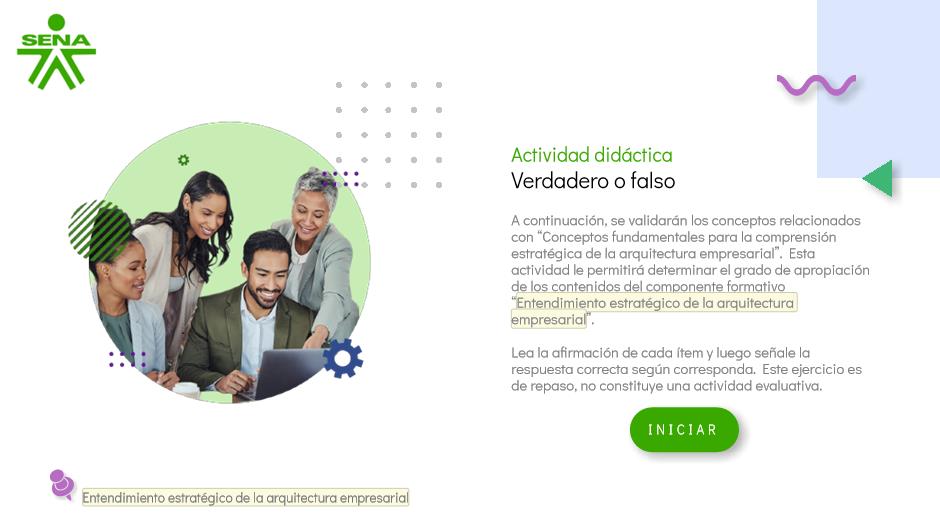 SENA
Actividad didáctica
Verdadero o falso
A continuación, se validarán los conceptos relacionados
con “Conceptos fundamentales para la comprensión
estratégica de la arquitectura empresarial”. Esta
actividad le permitirá determinar el grado de apropiación
de los contenidos del componente formativo
“Entendimiento estratégico de la arquitectura
empresarial”.
Lea la afirmación de cada ítem y luego señale la
respuesta correcta según corresponda. Este ejercicio es
de repaso, no constituye una actividad evaluativa.
INICIAR
Entendimiento estratégico de la arquitectura empresarial